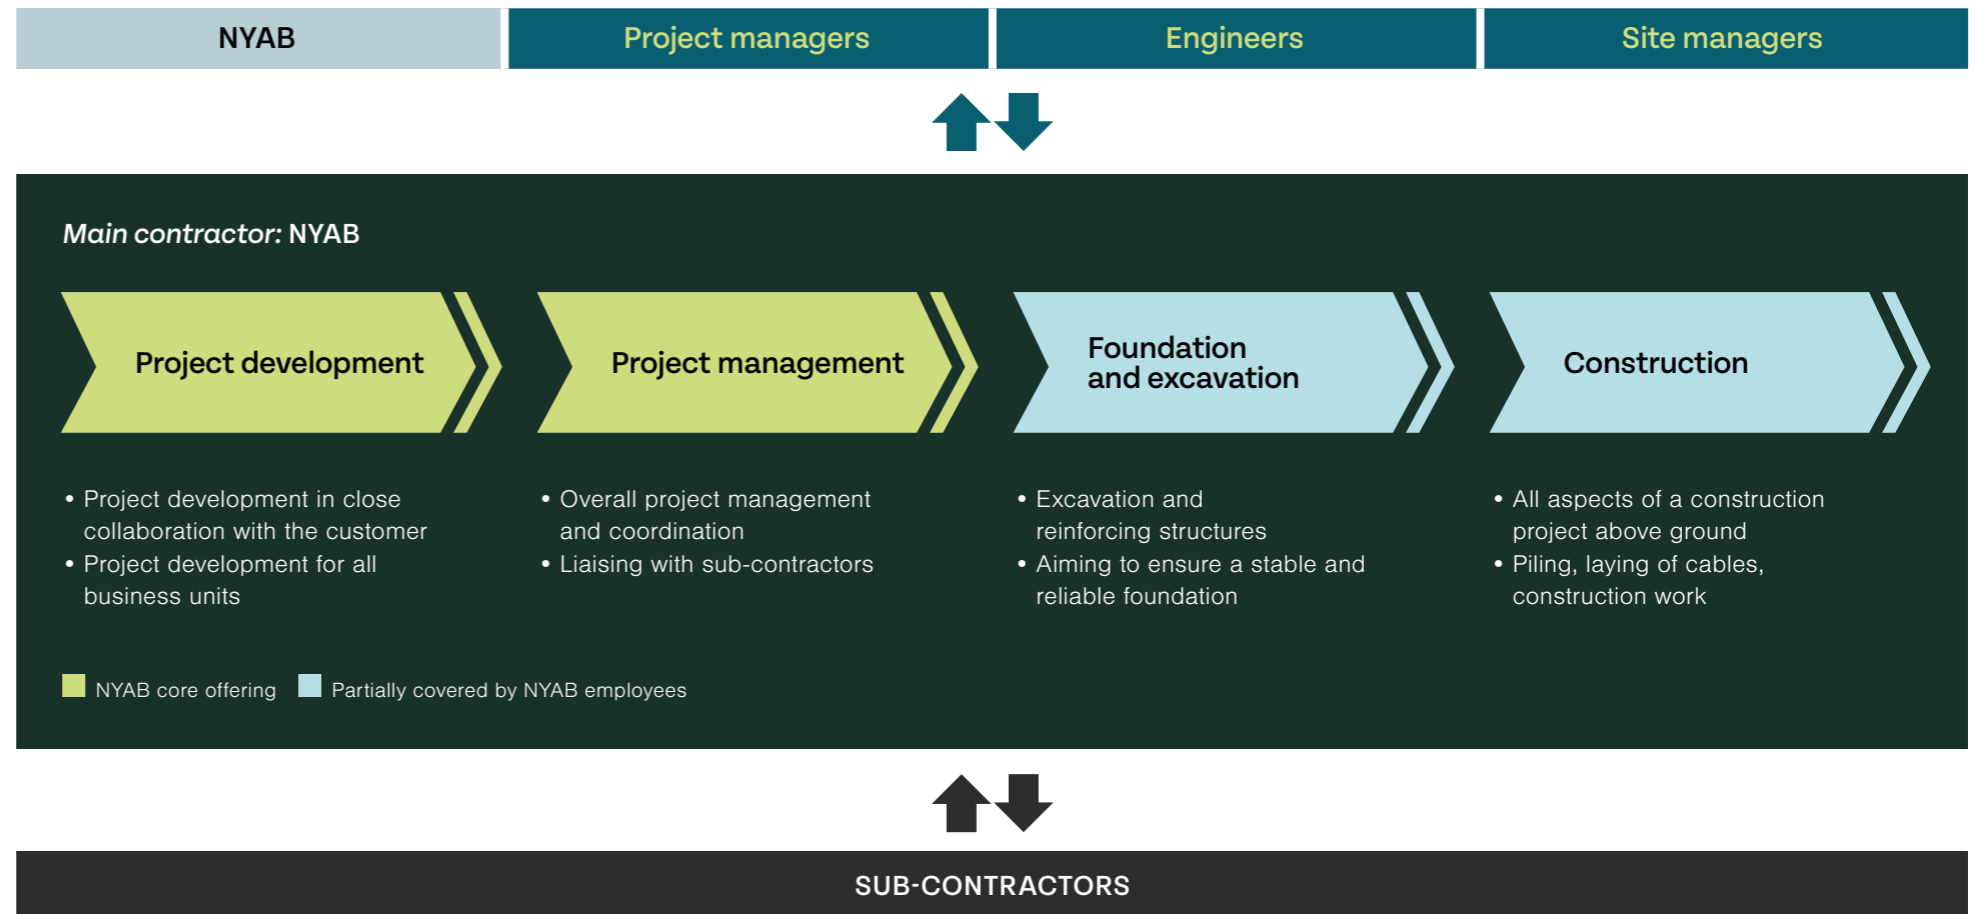 NYAB
Project managers
Engineers
Site managers
Main contractor: NYAB
Project development
Project management
Foundation
and excavation
Construction
• Project development in close
collaboration with the customer
• Project development for all
business units
• Overall project management
and coordination
• Liaising with sub-contractors
• Excavation and
reinforcing structures
• Aiming to ensure a stable and
reliable foundation
• All aspects of a construction
project above ground
• Piling, laying of cables,
construction work
NYAB core offering
Partially covered by NYAB employees
SUB-CONTRACTORS